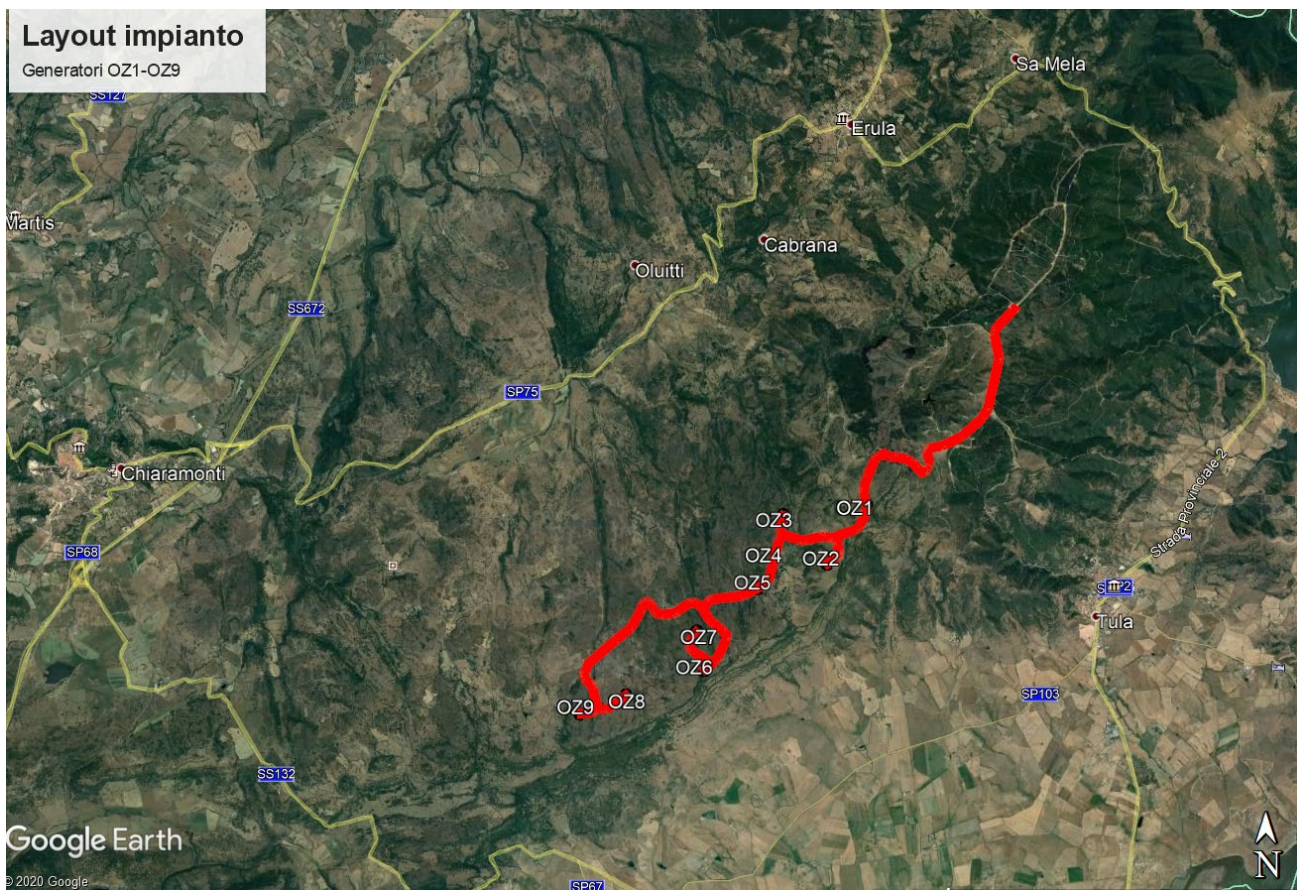 Layout impianto
Generatori OZ1-OZ9
SS127
Sa Mela
Erula
Martis
Cabrana
Oluitti
SS672
SP75
Chiaramonti
OZ1
OZ3
SP68
OZ4
OZ2
Strada Provinciale 2
OZ5
Tula
OZ7
OZ6
SP103
OZ8
OZ9
SS132
Google Earth
N
© 2020 Google
SP67